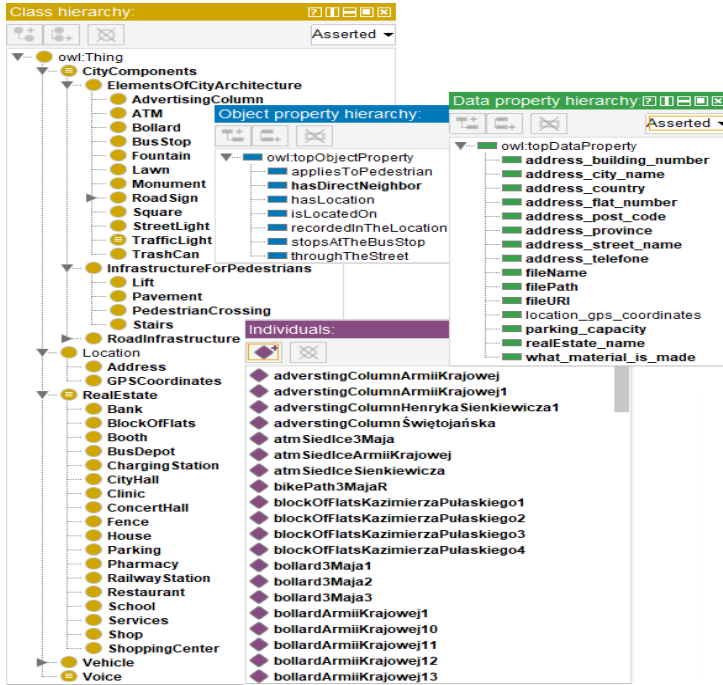 Class hierarchy:
Asserted
owl:Thing
CityComponents
ElementsOfCityArchitecture
AdvertisingColumn
ATM
Bollard
BusStop
Fountain
Lawn
Monument
RoadSign
Square
StreetLight
TrafficLight
TrashCan
InfrastructureForPedestrians
Lift
Pavement
PedestrianCrossing
Stairs
RoadInfrastructure
Location
Address
GPSCoordinates
RealEstate
Bank
BlockOfFlats
Booth
BusDepot
ChargingStation
CityHall
Clinic
ConcertHall
Fence
House
Parking
Pharmacy
RailwayStation
Restaurant
School
Services
Shop
ShoppingCenter
Vehicle
Voice
Object property hierarchy:
owl:topObjectProperty
appliesToPedestrian
hasDirectNeighbor
hasLocation
isLocatedOn
recordedInTheLocation
stopsAtTheBusStop
throughTheStreet
Data property hierarchy:
Asserted
owl:topDataProperty
address_building_number
address_city_name
address_country
address_flat_number
address_post_code
address_province
address_street_name
address_telefone
fileName
filePath
fileURI
location_gps_coordinates
parking_capacity
realEstate_name
what_material_is_made
Individuals:
adverstingColumnArmiiKrajowej
adverstingColumnArmiiKrajowej1
adverstingColumnHenrykaSienkiewicza1
adverstingColumnŚwiętojańska
atmSiedlce3Maja
atmSiedlceArmiiKrajowej
atmSiedlceSienkiewicza
bikePath3MajaR
blockOfFlatsKazimierzaPułaskiego1
blockOfFlatsKazimierzaPułaskiego2
blockOfFlatsKazimierzaPułaskiego3
blockOfFlatsKazimierzaPułaskiego4
bollard3Maja1
bollard3Maja2
bollard3Maja3
bollardArmiiKrajowej1
bollardArmiiKrajowej10
bollardArmiiKrajowej11
bollardArmiiKrajowej12
bollardArmiiKrajowej13